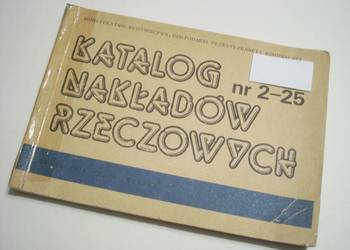 KATALOG
NAKŁADÓW
nr 2-25
RZECZOWYCH